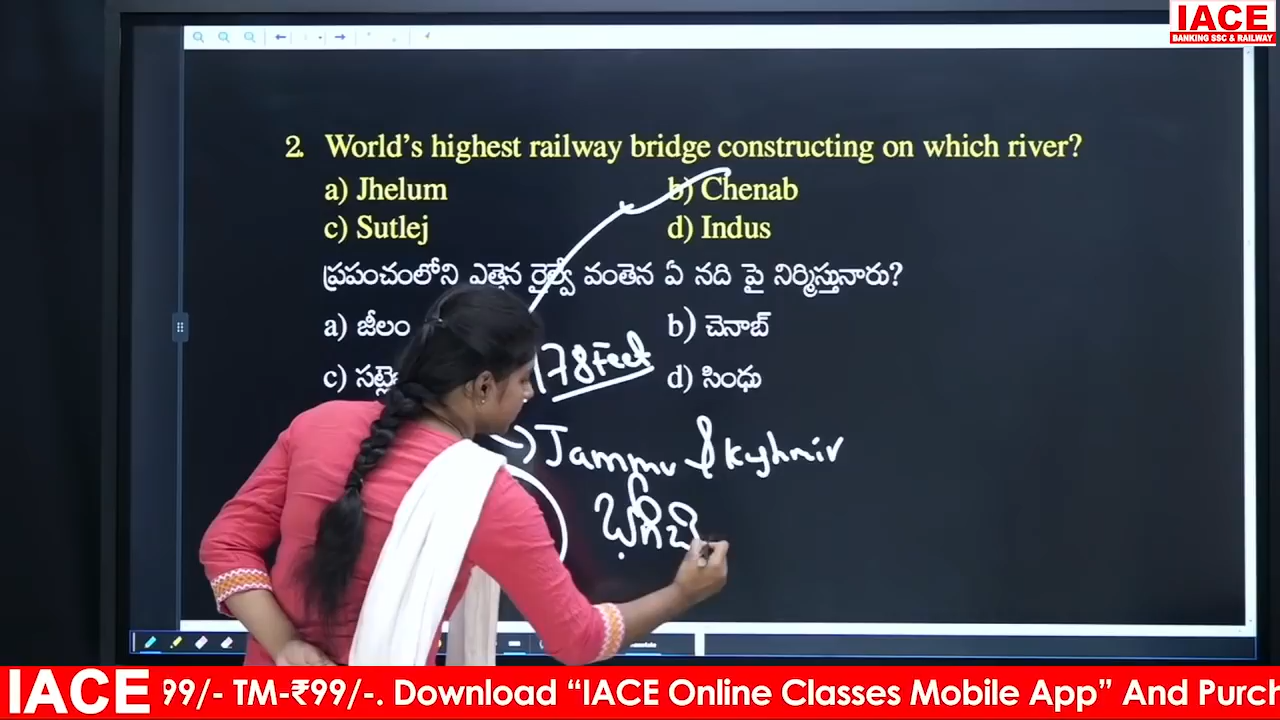 IACE
BANKING SSC & RAILWAY
2. World's highest railway bridge constructing on which river?
a) Jhelum b) Chenab
c) Sutlej d) Indus
ప్రపంచంలోని ఎత్తైన రైల్వే వంతెన ఏ నది పై నిర్మిస్తునారు?
a) జీలం b) చెనాబ్
c) d) సింధు
178 Feet
→ Jammu & Kyhmir
IACE 99/- TM-₹99/-. Download “IACE Online Classes Mobile App” And Purch